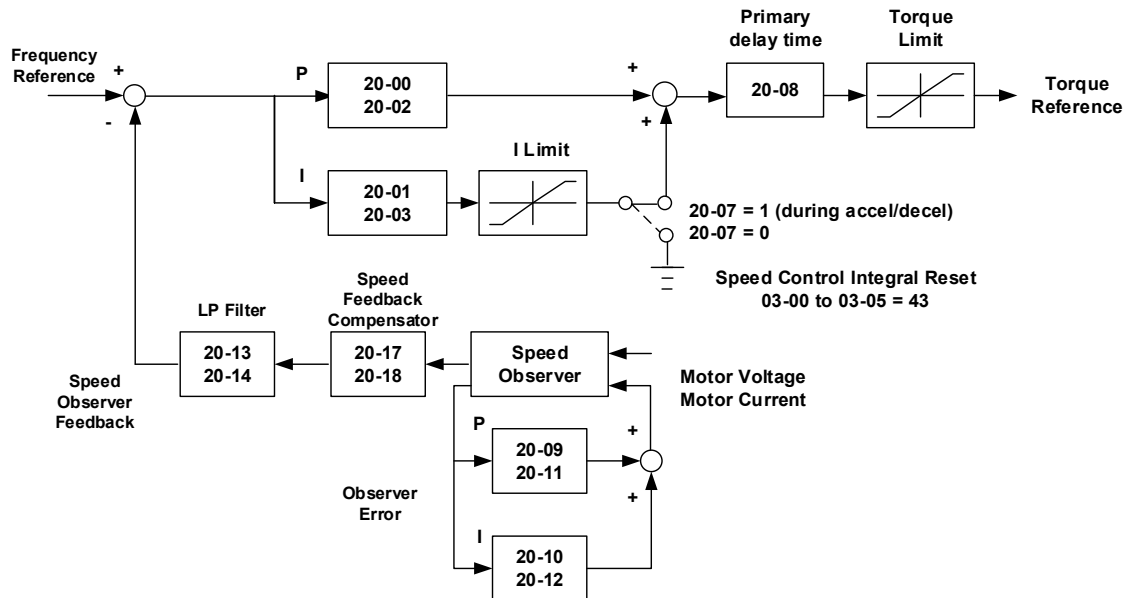 Primary
delay time
Torque
Limit
Frequency
Reference
+
-
P
20-00
20-02
+
+
20-08
Torque
Reference
I Limit
I
20-01
20-03
20-07 = 1 (during accel/decel)
20-07 = 0
Speed Control Integral Reset
03-00 to 03-05 = 43
LP Filter
Speed
Feedback
Compensator
20-13
20-14
20-17
20-18
Speed
Observer
Motor Voltage
Motor Current
Speed
Observer
Feedback
P
20-09
20-11
+
+
Observer
Error
I
20-10
20-12